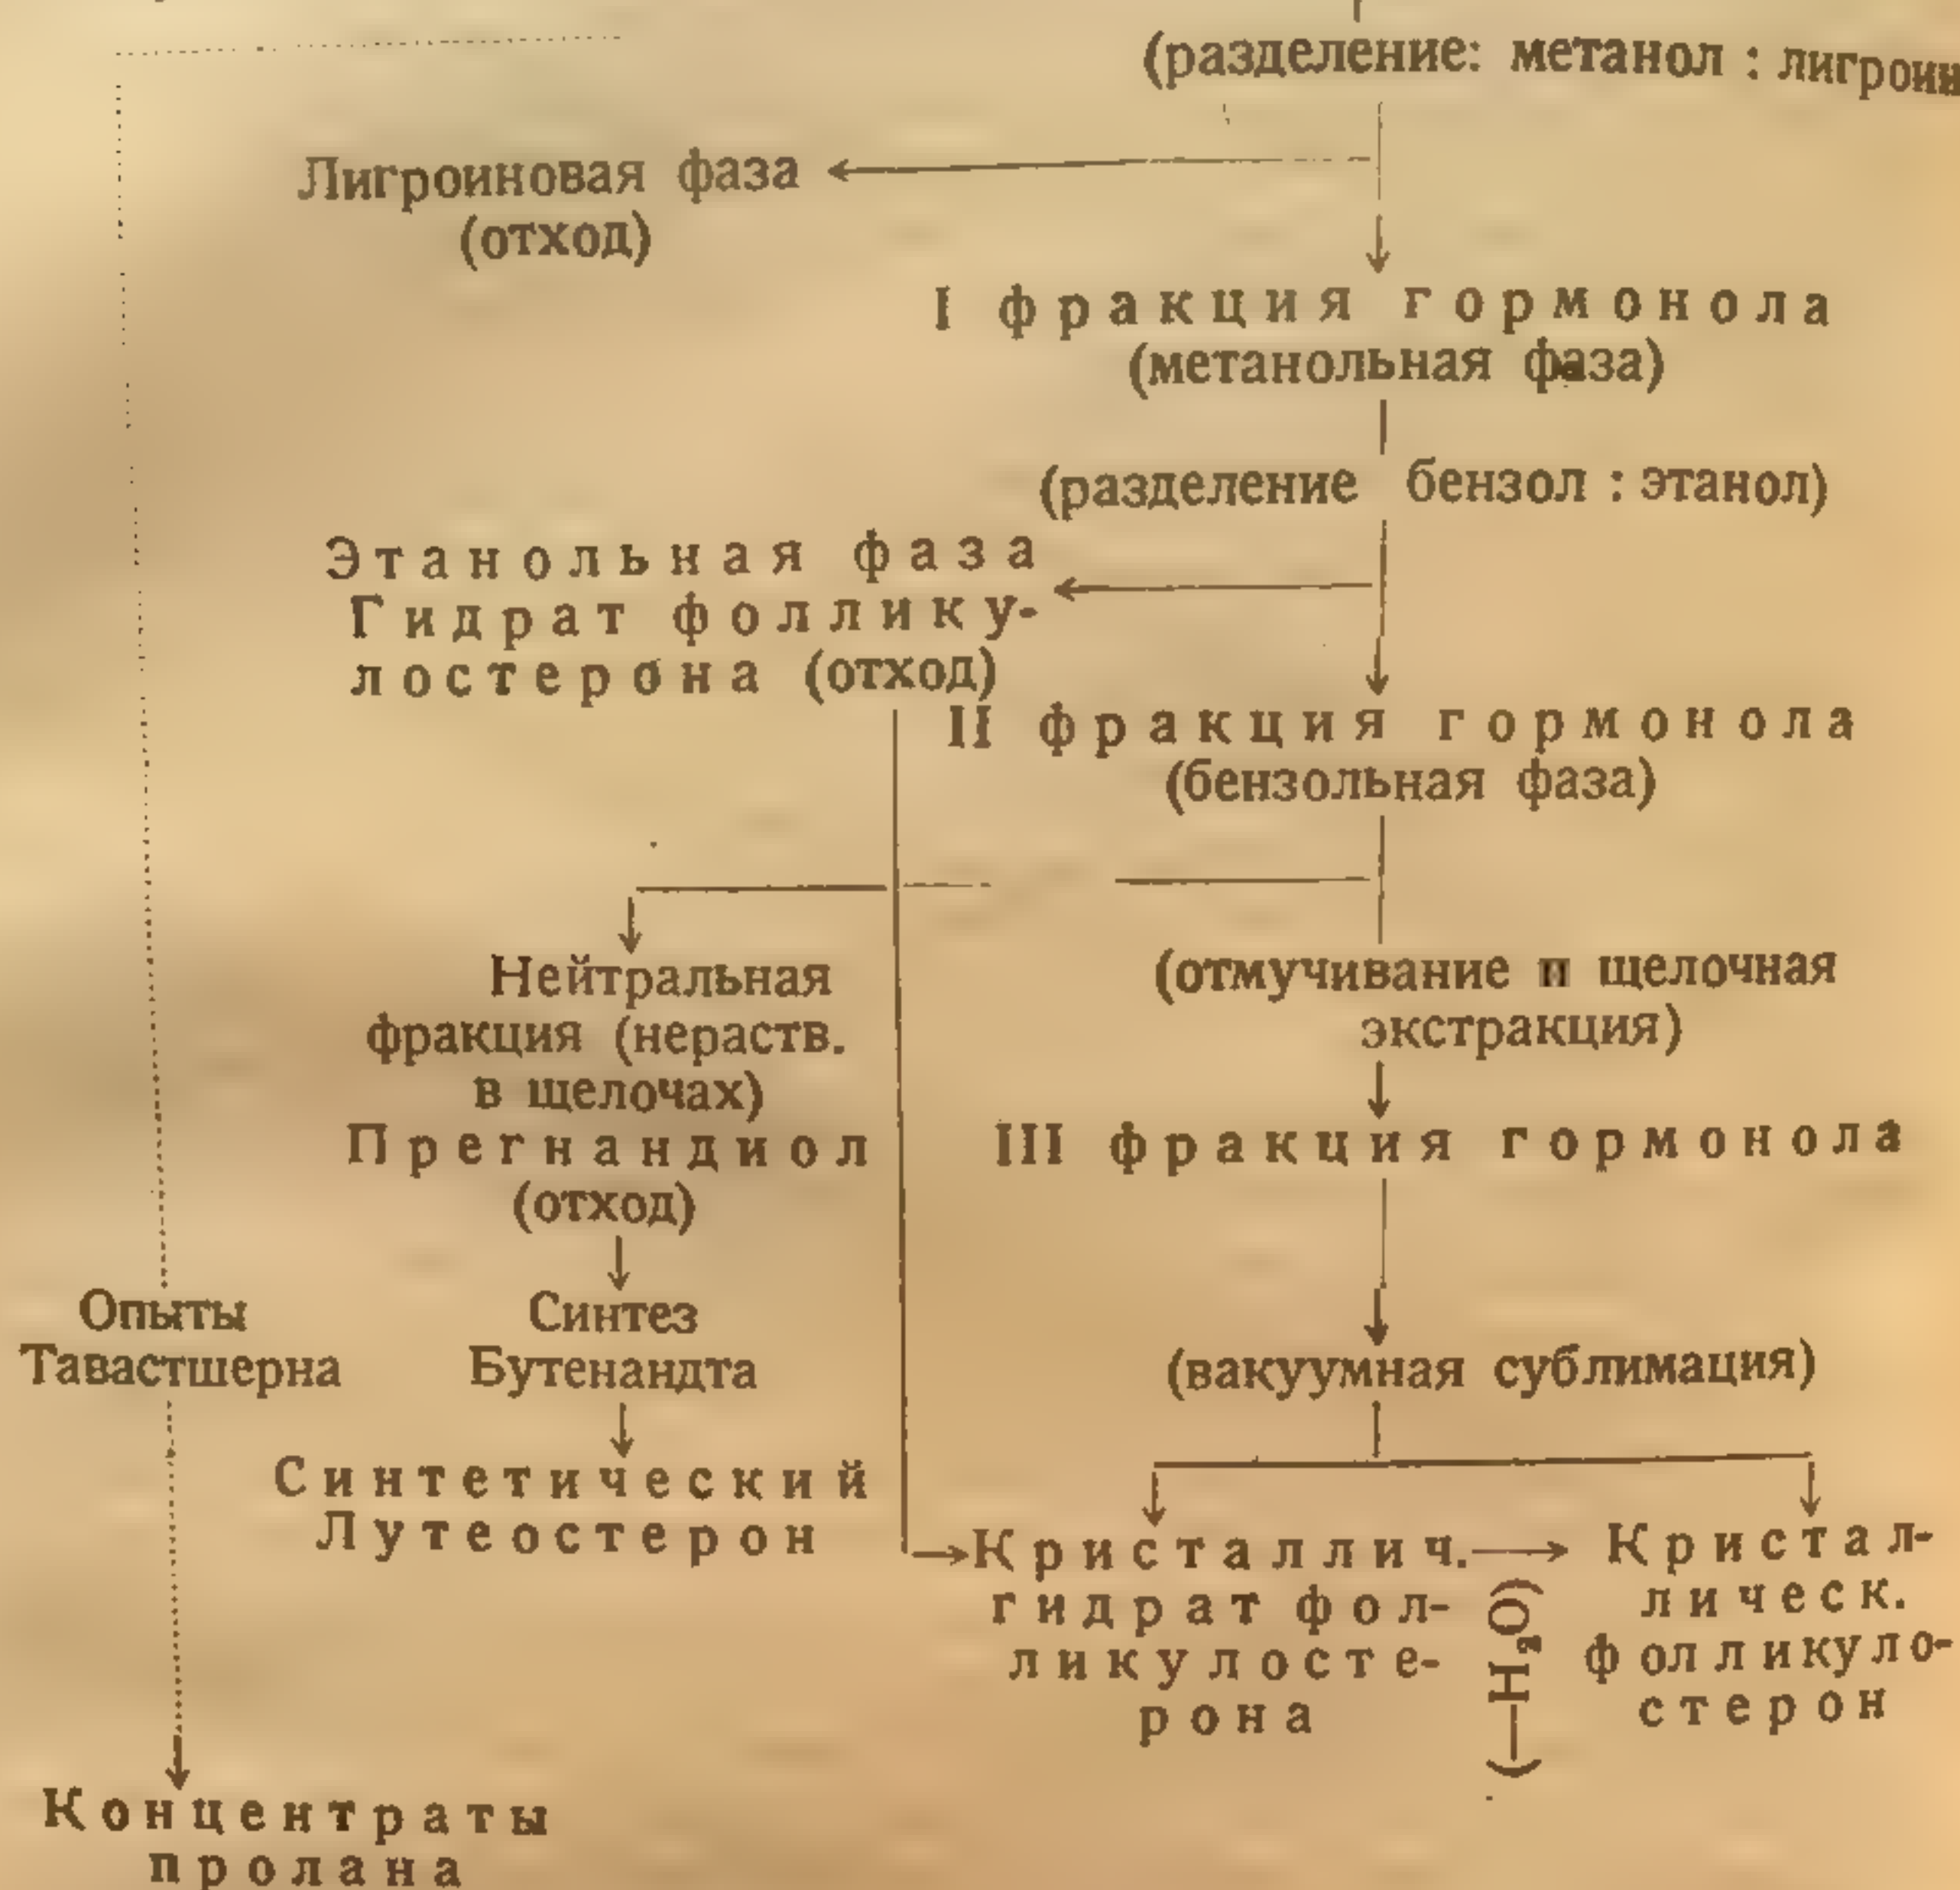 (разделение: метанол : лигроин
Лигроиновая фаза
(отход)
I фракция гормонола
(метанольная фаза)
(разделение бензол : этанол)
Этанольная фаза
Гидрат фоллику-
лостерона (отход)
II фракция гормонола
(бензольная фаза)
Нейтральная
фракция (нераств.
в щелочах)
Прегнандиол
(отход)
(отмучивание и щелочная
экстракция)
III фракция гормонола
Опыты
Тавастшерна
Синтез
Бутенандта
(вакуумная сублимация)
Синтетический
Лутеостерон
Кристаллич.
гидрат фол-
ликулосте-
рона
(—H₂O)
Кристал-
лическ.
фолликуло-
стерон
Концентраты
пролана